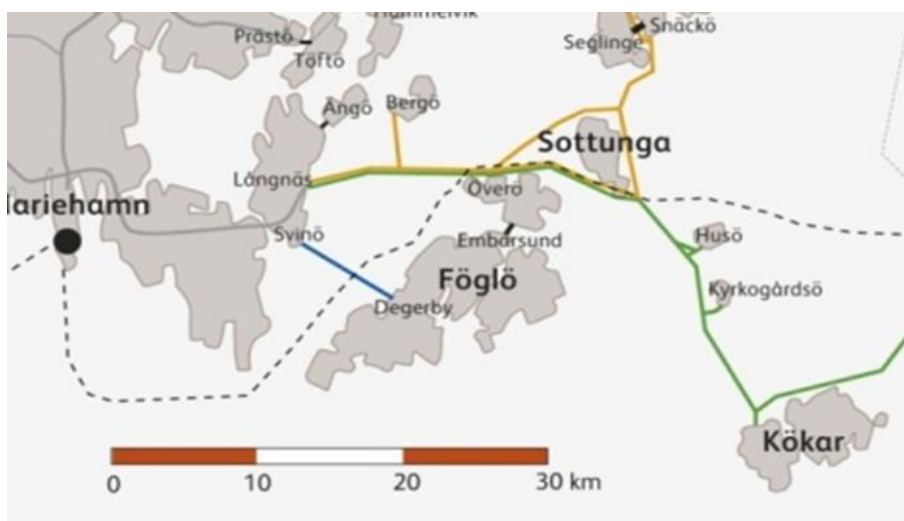 Prästö
Töftö
Snäckö
Seglinge
Ångö
Bergö
Sottunga
Långnäs
Överö
ariehamn
Svinö
Embarsund
Husö
Föglö
Degerby
Kyrkogårdsö
Kökar
0 10 20 30 km